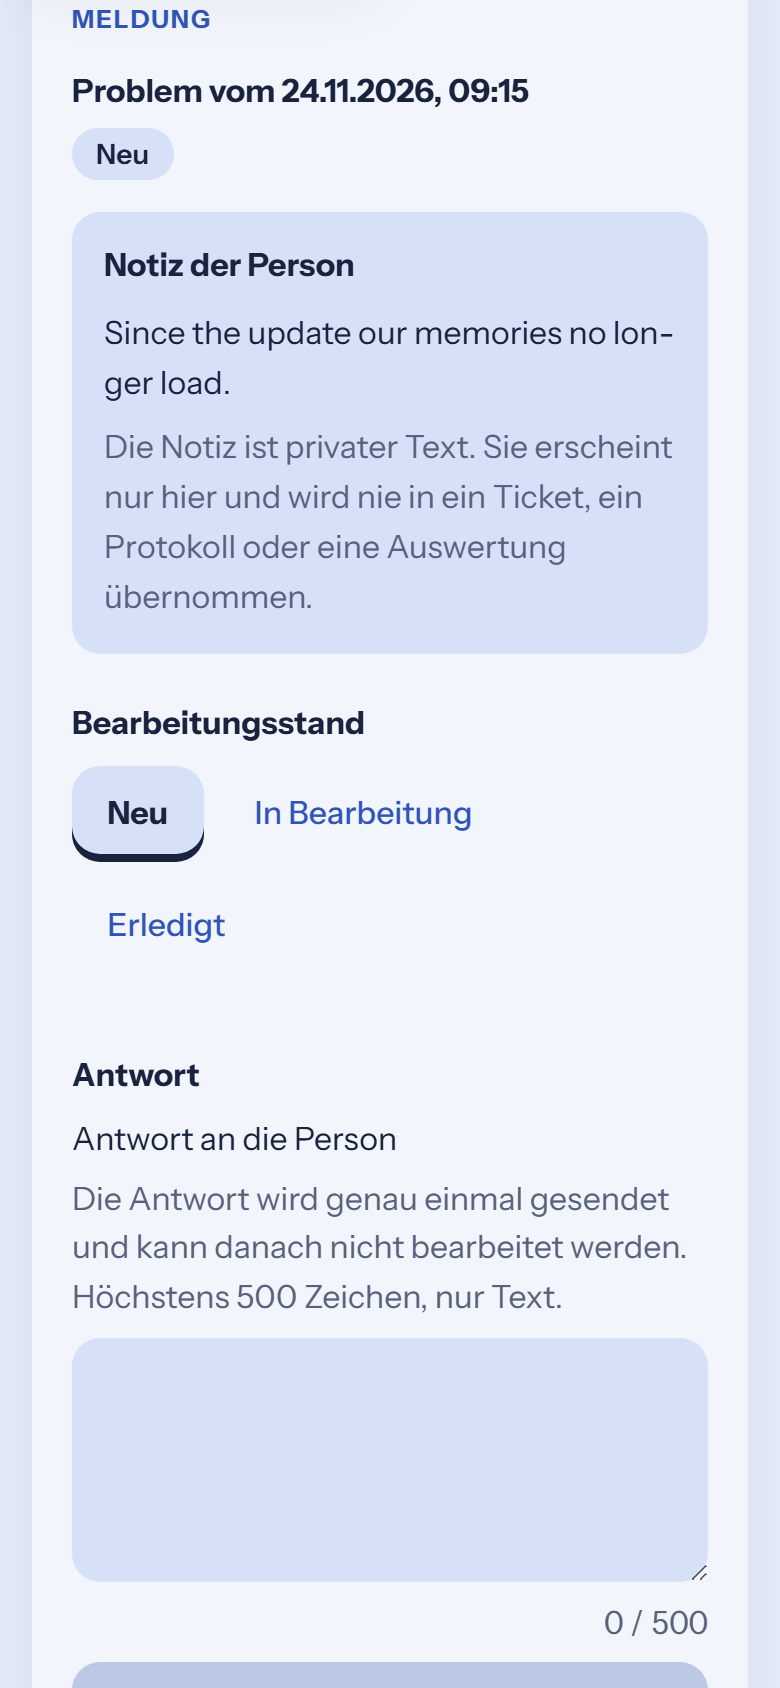 MELDUNG
Problem vom 24.11.2026, 09:15
Neu
Notiz der Person
Since the update our memories no lon-
ger load.
Die Notiz ist privater Text. Sie erscheint
nur hier und wird nie in ein Ticket, ein
Protokoll oder eine Auswertung
übernommen.
Bearbeitungsstand
Neu
In Bearbeitung
Erledigt
Antwort
Antwort an die Person
Die Antwort wird genau einmal gesendet
und kann danach nicht bearbeitet werden.
Höchstens 500 Zeichen, nur Text.
0 / 500